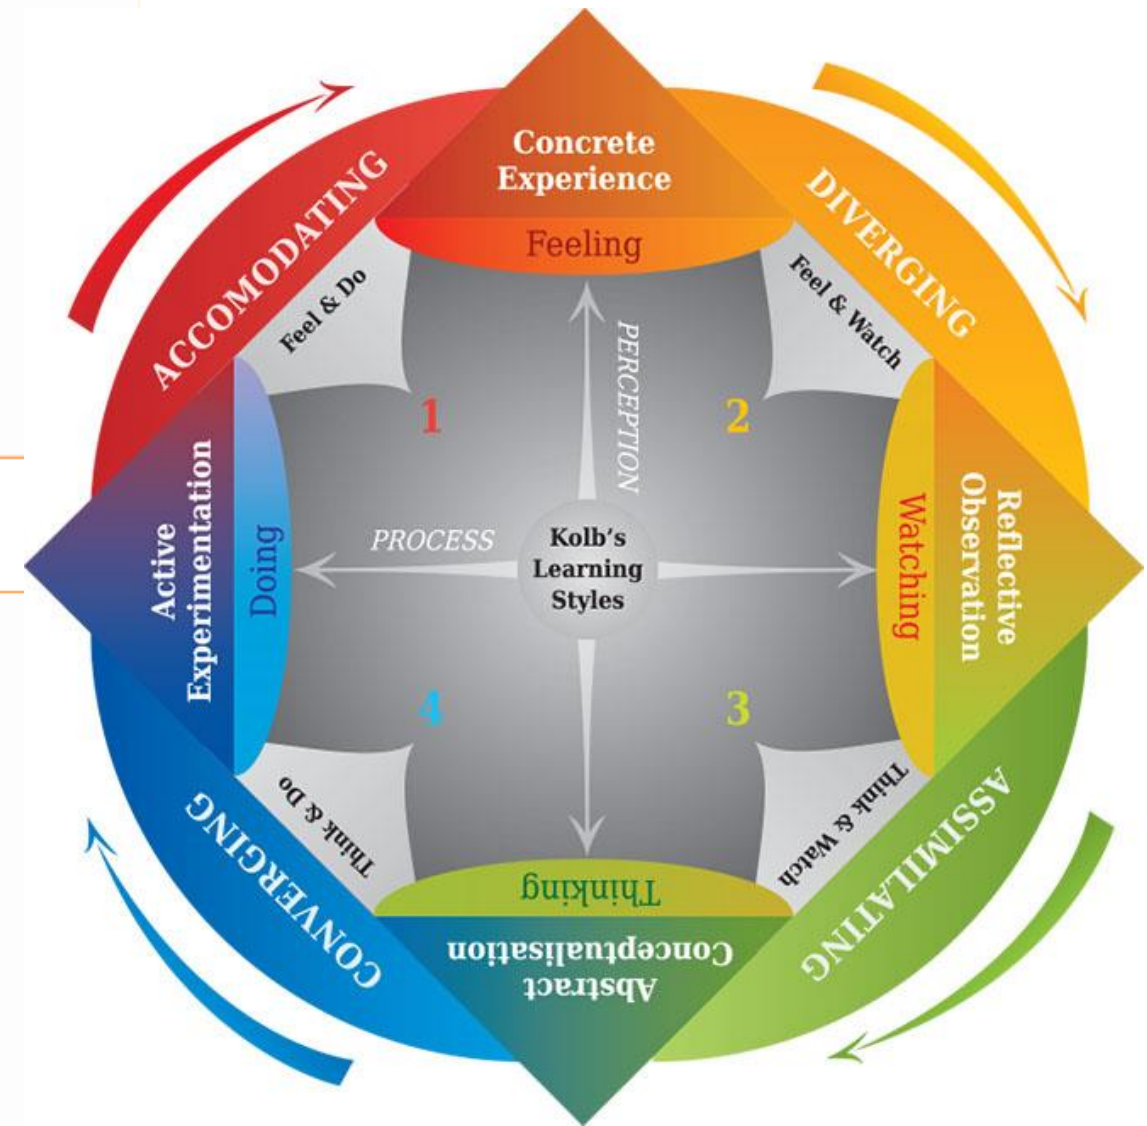 Concrete
Experience
Feeling
ACCOMODATING
DIVERGING
Feel & Do
Feel & Watch
1
PERCEPTION
2
Active
Experimentation
Doing
PROCESS
Kolb's
Learning
Styles
Watching
Reflective
Observation
4
3
Think & Do
Think & Watch
CONVERGING
ASSIMILATING
Thinking
Abstract
Conceptualisation